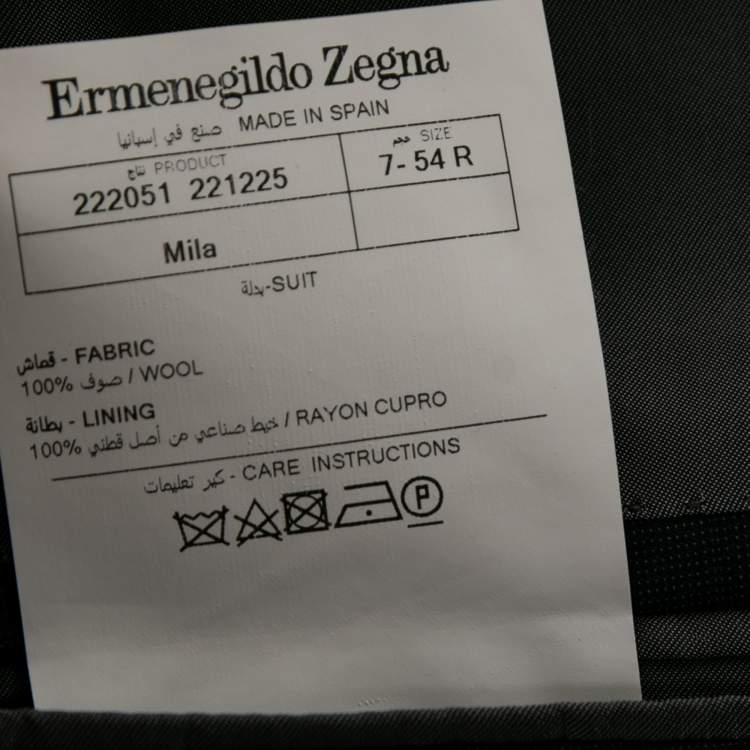 Ermenegildo Zegna
صنع في إسبانيا MADE IN SPAIN
نتاج PRODUCT
حجم SIZE
222051 221225
7- 54 R
Mila
بدلة-SUIT
قماش - FABRIC
100% صوف / WOOL
بطانة - LINING
100% خيط صناعي من أصل قطني / RAYON CUPRO
كير تعليمات - CARE INSTRUCTIONS
P